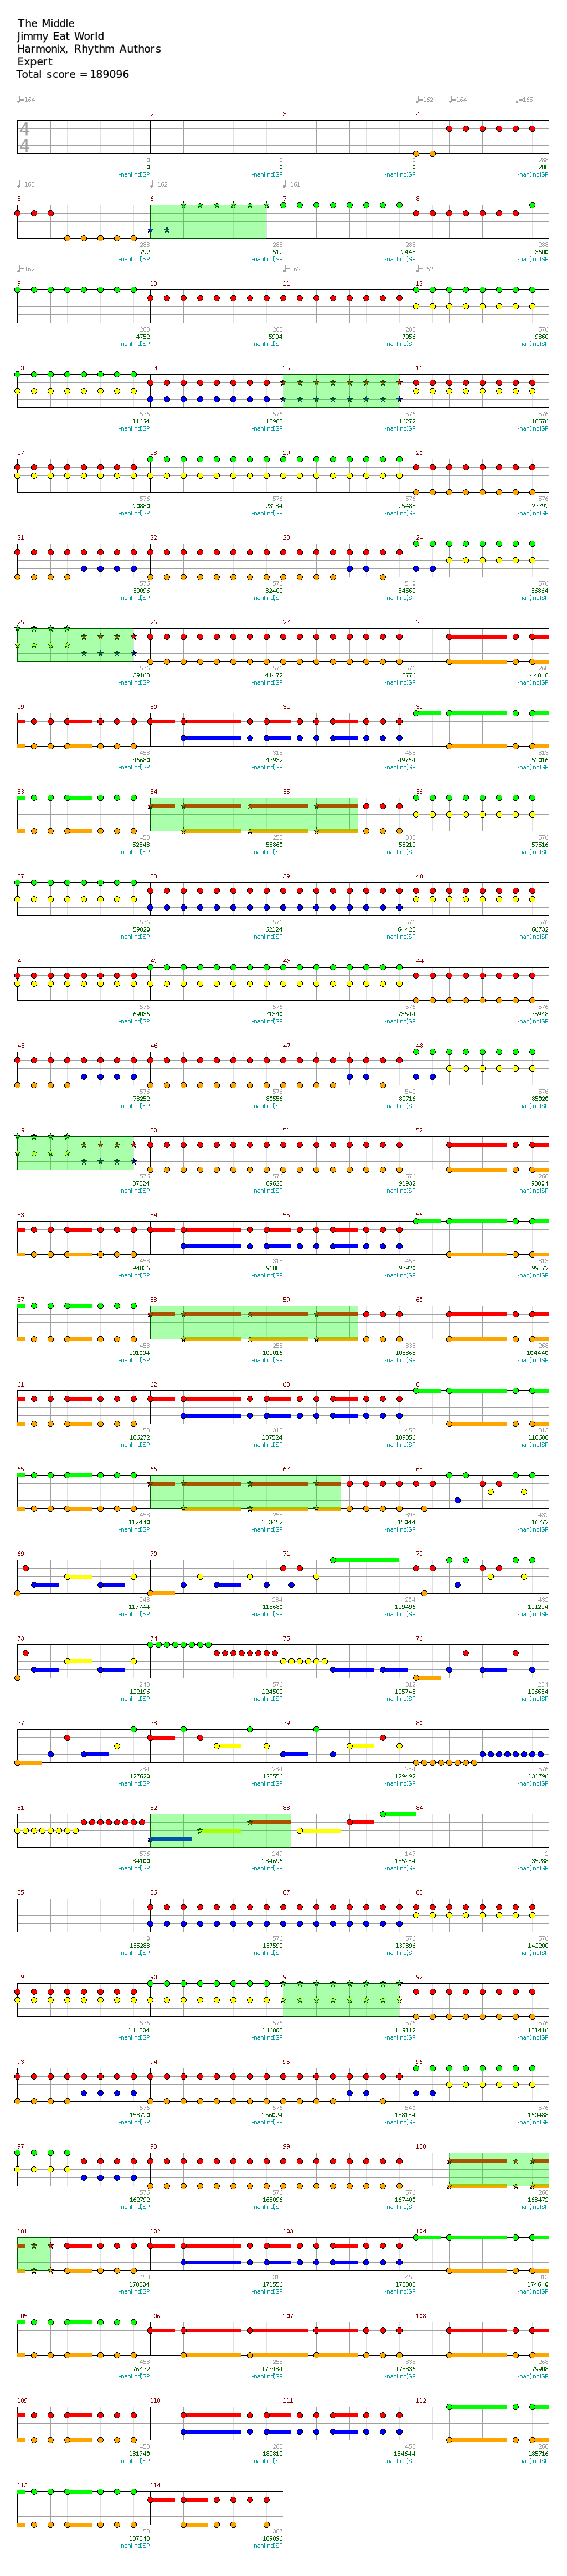 The Middle
Jimmy Eat World
Harmonix, Rhythm Authors
Expert
Total score = 189096
♩=164 ♩=162 ♩=164 ♩=165
1 2 3 4
4
4
0 0 0 288
0 0 0 288
-nan(ind)SP -nan(ind)SP -nan(ind)SP -nan(ind)SP
♩=163 ♩=162 ♩=161
5 6 7 8
288 288 288 288
792 1512 2448 3600
-nan(ind)SP -nan(ind)SP -nan(ind)SP -nan(ind)SP
♩=162 ♩=162 ♩=162
9 10 11 12
288 288 288 576
4752 5904 7056 9360
-nan(ind)SP -nan(ind)SP -nan(ind)SP -nan(ind)SP
13 14 15 16
576 576 576 576
11664 13968 16272 18576
-nan(ind)SP -nan(ind)SP -nan(ind)SP -nan(ind)SP
17 18 19 20
576 576 576 576
20880 23184 25488 27792
-nan(ind)SP -nan(ind)SP -nan(ind)SP -nan(ind)SP
21 22 23 24
576 576 540 576
30096 32400 34560 36864
-nan(ind)SP -nan(ind)SP -nan(ind)SP -nan(ind)SP
25 26 27 28
576 576 576 268
39168 41472 43776 44848
-nan(ind)SP -nan(ind)SP -nan(ind)SP -nan(ind)SP
29 30 31 32
458 313 458 313
46680 47932 49764 51016
-nan(ind)SP -nan(ind)SP -nan(ind)SP -nan(ind)SP
33 34 35 36
458 253 338 576
52848 53860 55212 57516
-nan(ind)SP -nan(ind)SP -nan(ind)SP -nan(ind)SP
37 38 39 40
576 576 576 576
59820 62124 64428 66732
-nan(ind)SP -nan(ind)SP -nan(ind)SP -nan(ind)SP
41 42 43 44
576 576 576 576
69036 71340 73644 75948
-nan(ind)SP -nan(ind)SP -nan(ind)SP -nan(ind)SP
45 46 47 48
576 576 540 576
78252 80556 82716 85020
-nan(ind)SP -nan(ind)SP -nan(ind)SP -nan(ind)SP
49 50 51 52
576 576 576 268
87324 89628 91932 93004
-nan(ind)SP -nan(ind)SP -nan(ind)SP -nan(ind)SP
53 54 55 56
458 313 458 313
94836 96088 97920 99172
-nan(ind)SP -nan(ind)SP -nan(ind)SP -nan(ind)SP
57 58 59 60
458 253 338 268
101004 102016 103368 104440
-nan(ind)SP -nan(ind)SP -nan(ind)SP -nan(ind)SP
61 62 63 64
458 313 458 313
106272 107524 109356 110608
-nan(ind)SP -nan(ind)SP -nan(ind)SP -nan(ind)SP
65 66 67 68
458 253 398 432
112440 113452 115044 116772
-nan(ind)SP -nan(ind)SP -nan(ind)SP -nan(ind)SP
69 70 71 72
243 234 204 432
117744 118680 119496 121224
-nan(ind)SP -nan(ind)SP -nan(ind)SP -nan(ind)SP
73 74 75 76
243 576 312 234
122196 124500 125748 126684
-nan(ind)SP -nan(ind)SP -nan(ind)SP -nan(ind)SP
77 78 79 80
234 234 234 576
127620 128556 129492 131796
-nan(ind)SP -nan(ind)SP -nan(ind)SP -nan(ind)SP
81 82 83 84
576 149 147 1
134100 134696 135284 135288
-nan(ind)SP -nan(ind)SP -nan(ind)SP -nan(ind)SP
85 86 87 88
0 576 576 576
135288 137592 139896 142200
-nan(ind)SP -nan(ind)SP -nan(ind)SP -nan(ind)SP
89 90 91 92
576 576 576 576
144504 146808 149112 151416
-nan(ind)SP -nan(ind)SP -nan(ind)SP -nan(ind)SP
93 94 95 96
576 576 540 576
153720 156024 158184 160488
-nan(ind)SP -nan(ind)SP -nan(ind)SP -nan(ind)SP
97 98 99 100
576 576 576 268
162792 165096 167400 168472
-nan(ind)SP -nan(ind)SP -nan(ind)SP -nan(ind)SP
101 102 103 104
458 313 458 313
170304 171556 173388 174640
-nan(ind)SP -nan(ind)SP -nan(ind)SP -nan(ind)SP
105 106 107 108
458 253 338 268
176472 177484 178836 179908
-nan(ind)SP -nan(ind)SP -nan(ind)SP -nan(ind)SP
109 110 111 112
458 268 458 268
181740 182812 184644 185716
-nan(ind)SP -nan(ind)SP -nan(ind)SP -nan(ind)SP
113 114
458 387
187548 189096
-nan(ind)SP -nan(ind)SP